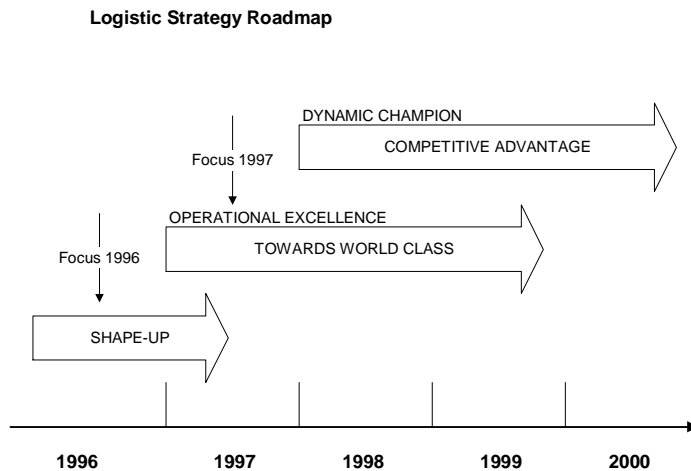 Logistic Strategy Roadmap
DYNAMIC CHAMPION
COMPETITIVE ADVANTAGE
Focus 1997
OPERATIONAL EXCELLENCE
TOWARDS WORLD CLASS
Focus 1996
SHAPE-UP
1996 1997 1998 1999 2000